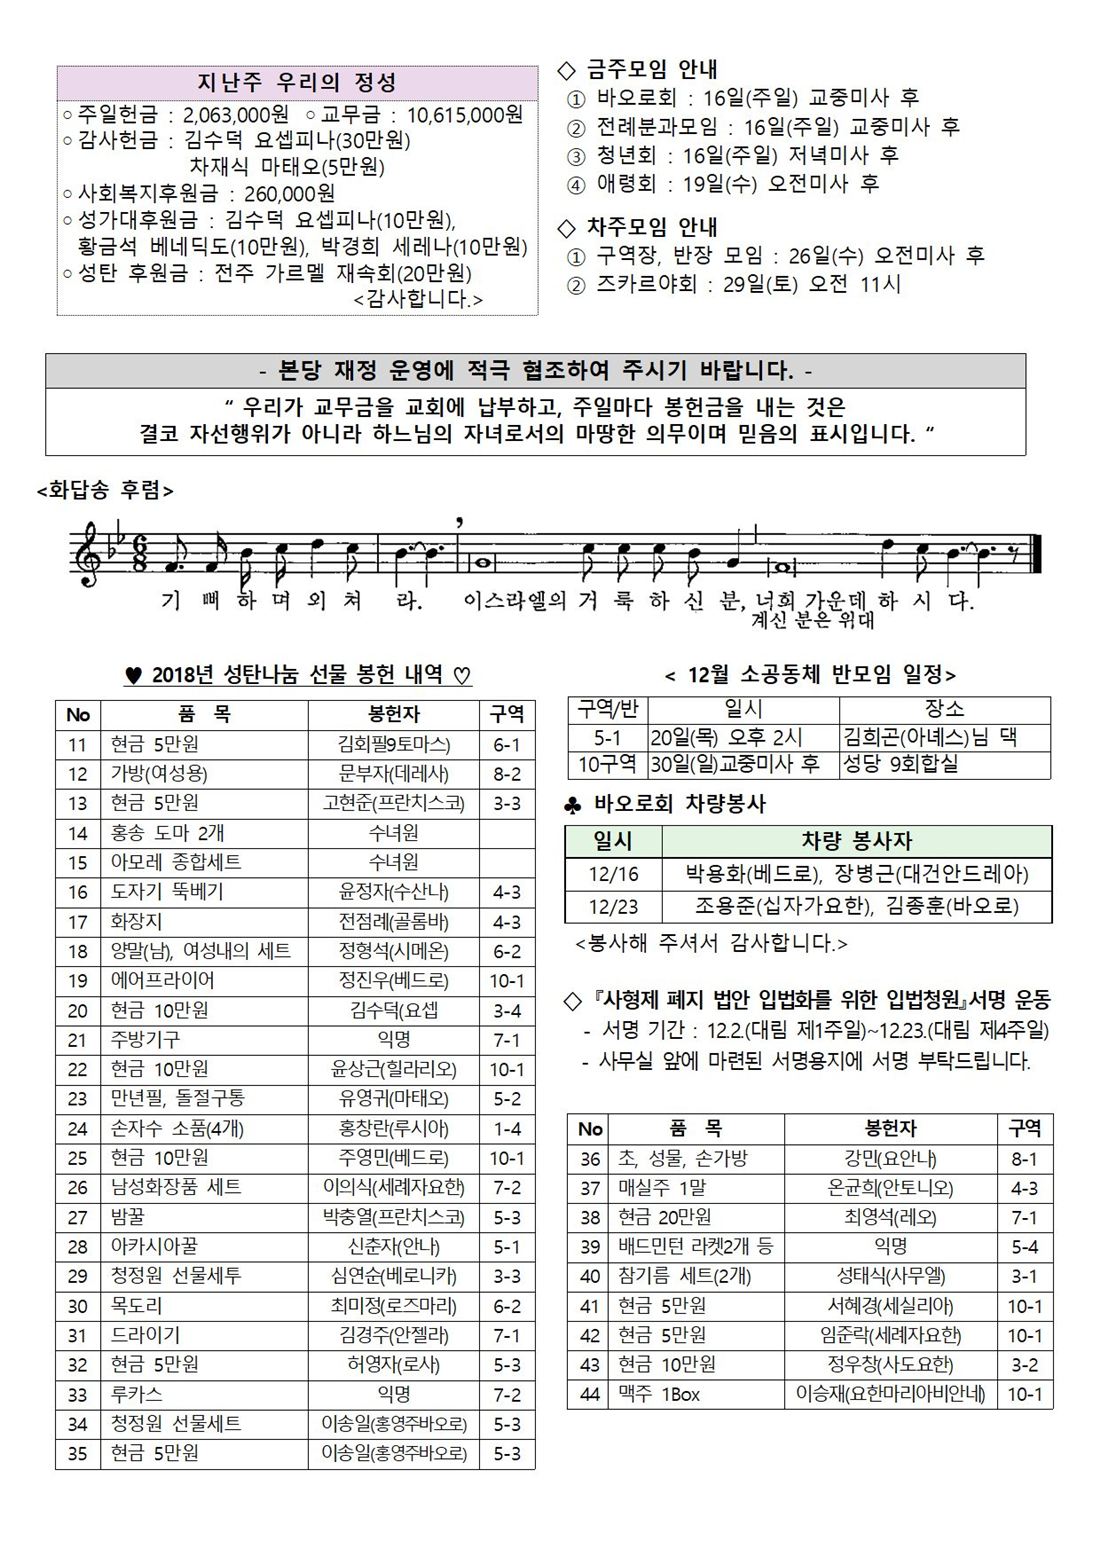 지난주 우리의 정성
○ 주일헌금 : 2,063,000원 ○ 교무금 : 10,615,000원
○ 감사헌금 : 김수덕 요셉피나(30만원)
차재식 마태오(5만원)
○ 사회복지후원금 : 260,000원
○ 성가대후원금 : 김수덕 요셉피나(10만원),
황금석 베네딕도(10만원), 박경희 세레나(10만원)
○ 성탄 후원금 : 전주 가르멜 재속회(20만원)
<감사합니다.>
◇ 금주모임 안내
① 바오로회 : 16일(주일) 교중미사 후
② 전례분과모임 : 16일(주일) 교중미사 후
③ 청년회 : 16일(주일) 저녁미사 후
④ 애령회 : 19일(수) 오전미사 후
◇ 차주모임 안내
① 구역장, 반장 모임 : 26일(수) 오전미사 후
② 즈카르야회 : 29일(토) 오전 11시
- 본당 재정 운영에 적극 협조하여 주시기 바랍니다. -
“ 우리가 교무금을 교회에 납부하고, 주일마다 봉헌금을 내는 것은
결코 자선행위가 아니라 하느님의 자녀로서의 마땅한 의무이며 믿음의 표시입니다. “
<화답송 후렴>
6
8
기 뻐 하 며 외 쳐 라. 이스라엘의 거 룩 하 신 분, 너희 가운데 하 시 다.
계신 분은 위대
♥ 2018년 성탄나눔 선물 봉헌 내역 ♡
No 품 목 봉헌자 구역
11 현금 5만원 김회필9토마스) 6-1
12 가방(여성용) 문부자(데레사) 8-2
13 현금 5만원 고현준(프란치스코) 3-3
14 홍송 도마 2개 수녀원
15 아모레 종합세트 수녀원
16 도자기 뚝베기 윤정자(수산나) 4-3
17 화장지 전점례(골롬바) 4-3
18 양말(남), 여성내의 세트 정형석(시메온) 6-2
19 에어프라이어 정진우(베드로) 10-1
20 현금 10만원 김수덕(요셉 3-4
21 주방기구 익명 7-1
22 현금 10만원 윤상근(힐라리오) 10-1
23 만년필, 돌절구통 유영귀(마태오) 5-2
24 손자수 소품(4개) 홍창란(루시아) 1-4
25 현금 10만원 주영민(베드로) 10-1
26 남성화장품 세트 이의식(세례자요한) 7-2
27 밤꿀 박충열(프란치스코) 5-3
28 아카시아꿀 신춘자(안나) 5-1
29 청정원 선물세투 심연순(베로니카) 3-3
30 목도리 최미정(로즈마리) 6-2
31 드라이기 김경주(안젤라) 7-1
32 현금 5만원 허영자(로사) 5-3
33 루카스 익명 7-2
34 청정원 선물세트 이송일(홍영주바오로) 5-3
35 현금 5만원 이송일(홍영주바오로) 5-3
< 12월 소공동체 반모임 일정>
구역/반 일시 장소
5-1 20일(목) 오후 2시 김희곤(아녜스)님 댁
10구역 30일(일)교중미사 후 성당 9회합실
♣ 바오로회 차량봉사
일시 차량 봉사자
12/16 박용화(베드로), 장병근(대건안드레아)
12/23 조용준(십자가요한), 김종훈(바오로)
<봉사해 주셔서 감사합니다.>
◇ 『사형제 폐지 법안 입법화를 위한 입법청원』서명 운동
- 서명 기간 : 12.2.(대림 제1주일)~12.23.(대림 제4주일)
- 사무실 앞에 마련된 서명용지에 서명 부탁드립니다.
No 품 목 봉헌자 구역
36 초, 성물, 손가방 강민(요안나) 8-1
37 매실주 1말 온균희(안토니오) 4-3
38 현금 20만원 최영석(레오) 7-1
39 배드민턴 라켓2개 등 익명 5-4
40 참기름 세트(2개) 성태식(사무엘) 3-1
41 현금 5만원 서혜경(세실리아) 10-1
42 현금 5만원 임준락(세례자요한) 10-1
43 현금 10만원 정우창(사도요한) 3-2
44 맥주 1Box 이승재(요한마리아비안네) 10-1